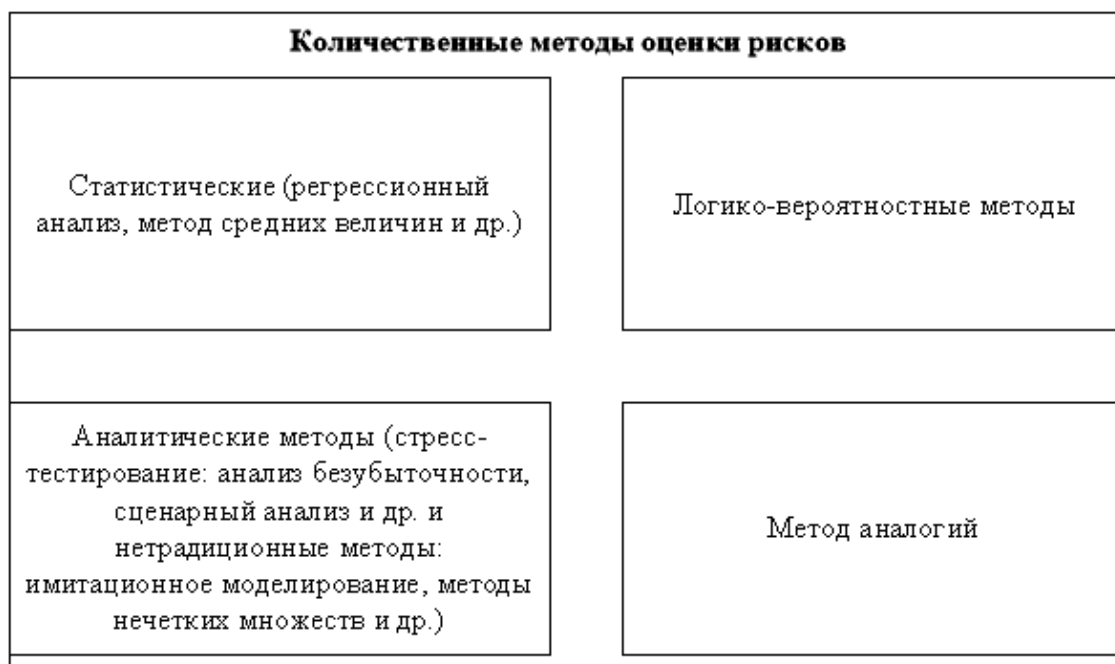 Количественные методы оценки рисков
Статистические (регрессионный
анализ, метод средних величин и др.)
Логико-вероятностные методы
Аналитические методы (стресс-
тестирование: анализ безубыточности,
сценарный анализ и др. и
нетрадиционные методы:
имитационное моделирование, методы
нечетких множеств и др.)
Метод аналогий